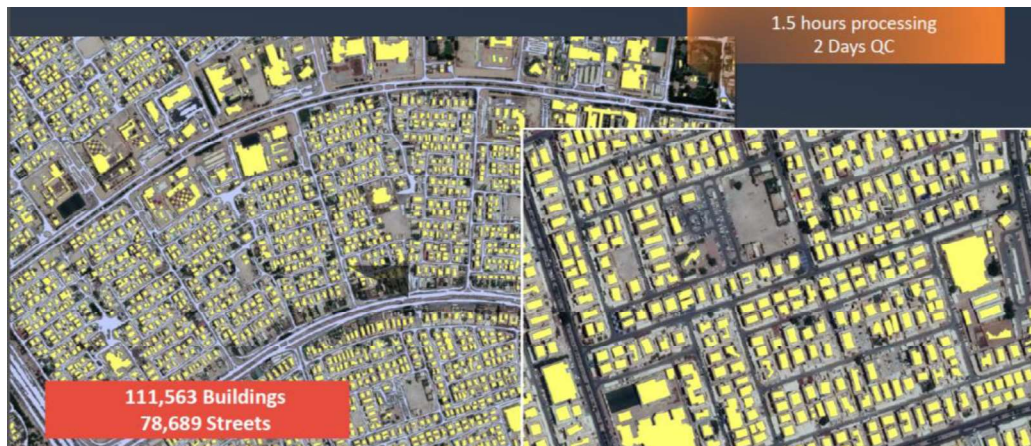 1.5 hours processing
2 Days QC
111,563 Buildings
78,689 Streets